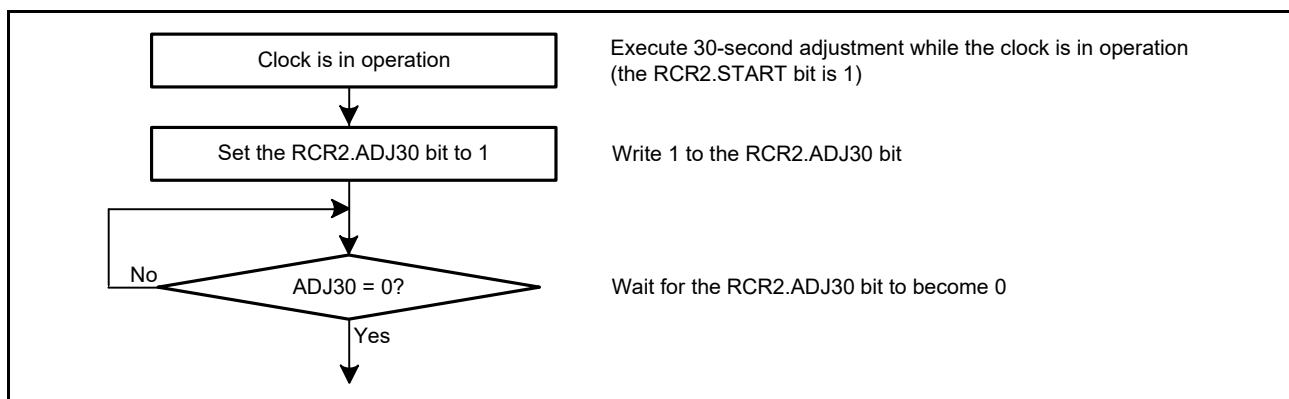 Clock is in operation
Execute 30-second adjustment while the clock is in operation
(the RCR2.START bit is 1)
Set the RCR2.ADJ30 bit to 1
Write 1 to the RCR2.ADJ30 bit
No
ADJ30 = 0?
Wait for the RCR2.ADJ30 bit to become 0
Yes